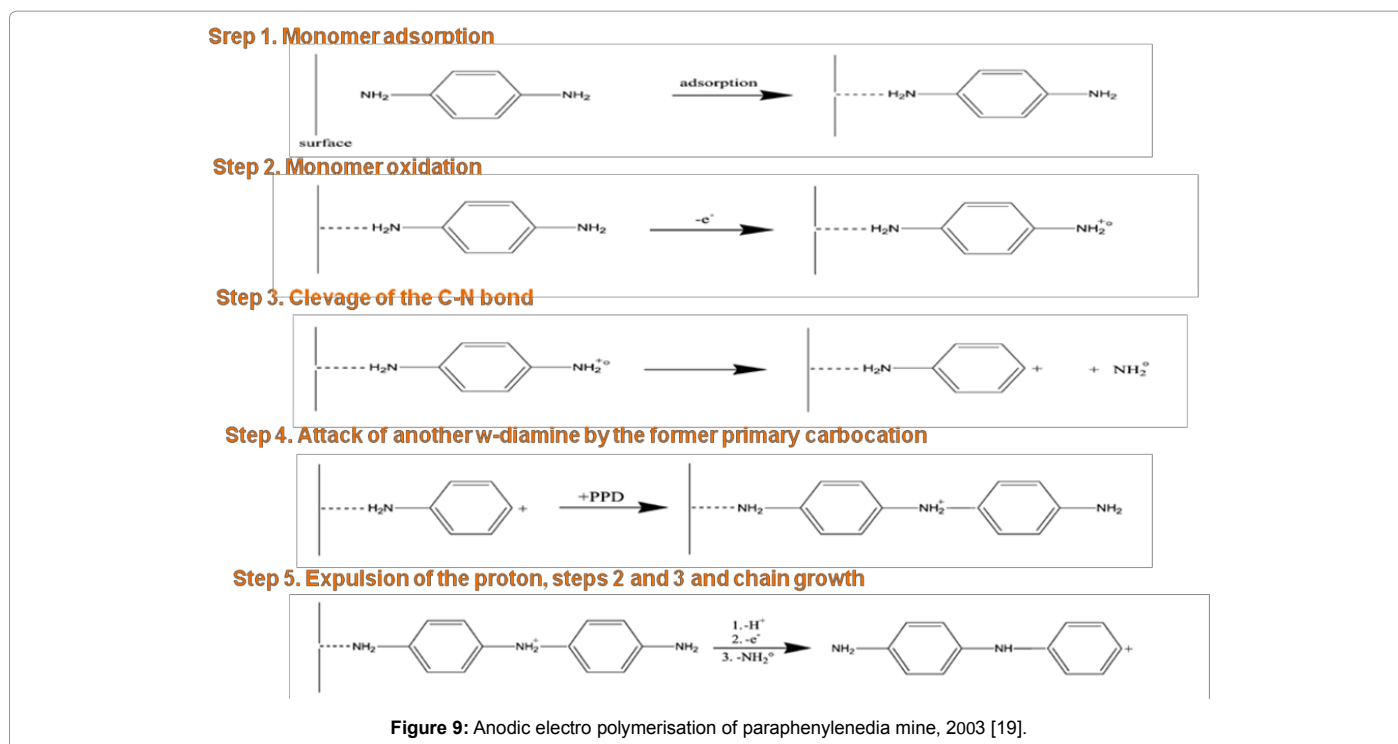 Srep 1. Monomer adsorption
NH₂ NH₂ adsorption H₂N NH₂
surface
Step 2. Monomer oxidation
H₂N NH₂ -e⁻ H₂N NH₂⁺°
Step 3. Clevage of the C-N bond
H₂N NH₂⁺° H₂N + + NH₂°
Step 4. Attack of another w-diamine by the former primary carbocation
H₂N + +PPD NH₂ NH₂⁺ NH₂
Step 5. Expulsion of the proton, steps 2 and 3 and chain growth
NH₂ NH₂⁺ NH₂ 1.-H⁺ NH₂ NH +
2.-e⁻
3. -NH₂°
Figure 9: Anodic electro polymerisation of paraphenylenedia mine, 2003 [19].